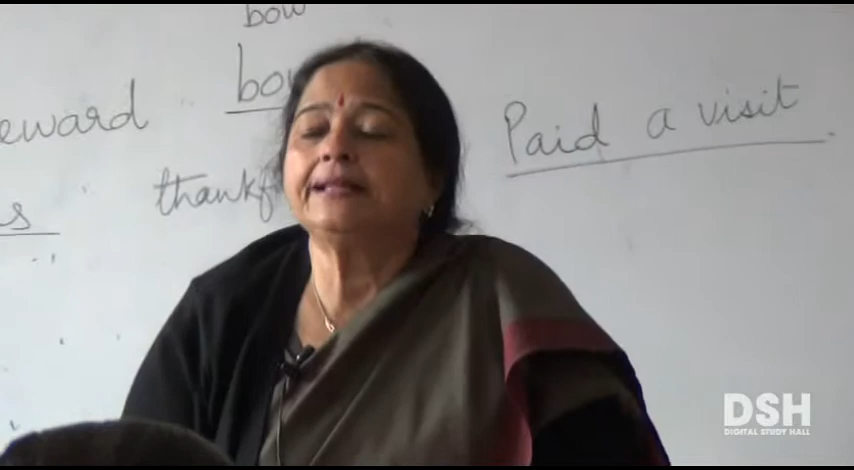 bow
eward
bow
Paid a visit
thankf
s
DSH
DIGITAL STUDY HALL